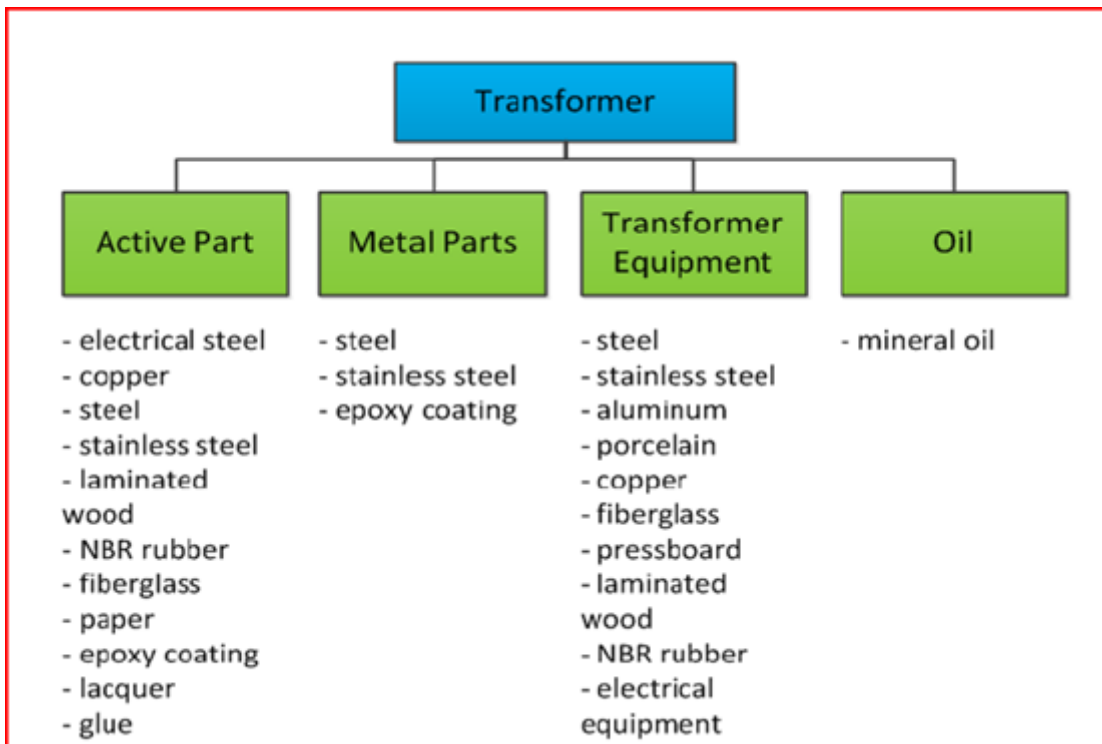 Transformer
Active Part
- electrical steel
- copper
- steel
- stainless steel
- laminated
wood
- NBR rubber
- fiberglass
- paper
- epoxy coating
- lacquer
- glue
Metal Parts
- steel
- stainless steel
- epoxy coating
Transformer
Equipment
- steel
- stainless steel
- aluminum
- porcelain
- copper
- fiberglass
- pressboard
- laminated
wood
- NBR rubber
- electrical
equipment
Oil
- mineral oil